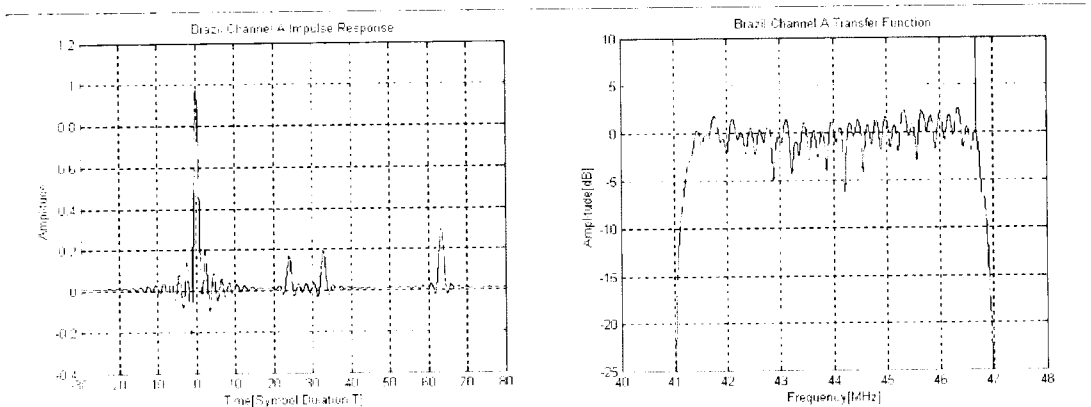 Brazil Channel A Impulse Response
1.2
1
0.8
0.6
0.4
0.2
0
-0.2
-0.4
Amplitude
-30 -20 10 0 10 20 30 40 50 60 70 80
Time[Symbol Duration T]
Brazil Channel A Transfer Function
10
5
0
-5
-10
-15
-20
-25
Amplitude[dB]
40 41 42 43 44 45 46 47 48
Frequency[MHz]